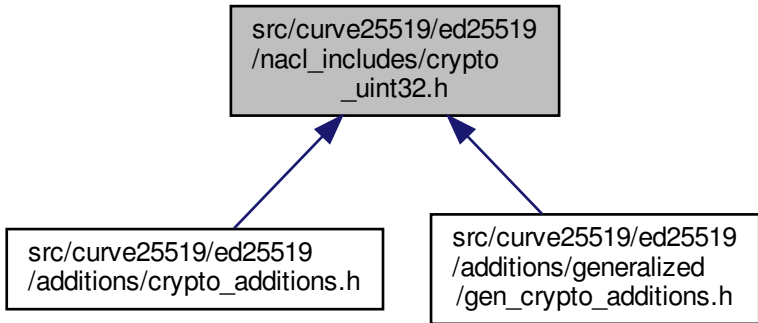 src/curve25519/ed25519
/nacl_includes/crypto
_uint32.h
src/curve25519/ed25519
/additions/crypto_additions.h
src/curve25519/ed25519
/additions/generalized
/gen_crypto_additions.h